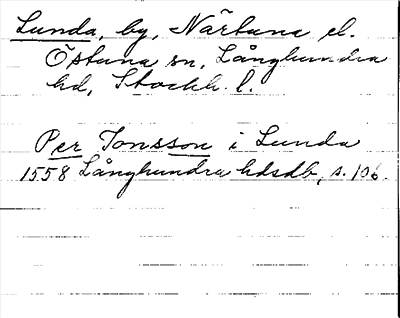 Lunda, by, Närtuna el.
Östuna sn, Långhundra
hd, Stockh. l.
Per Jonsson i Lunda
1558 Långhundra hdsdb, s. 106.